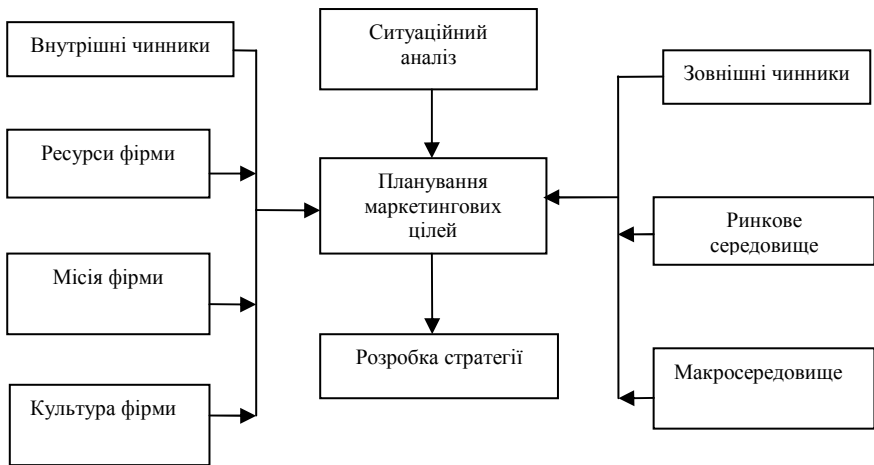 Внутрішні чинники
Ресурси фірми
Місія фірми
Культура фірми
Ситуаційний
аналіз
Планування
маркетингових
цілей
Розробка стратегії
Зовнішні чинники
Ринкове
середовище
Макросередовище